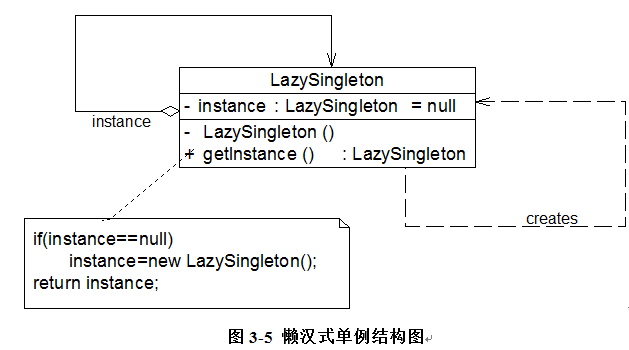 LazySingleton
- instance : LazySingleton = null
instance
- LazySingleton ()
+ getInstance () : LazySingleton
creates
if(instance==null)
instance=new LazySingleton();
return instance;
图 3-5 懒汉式单例结构图